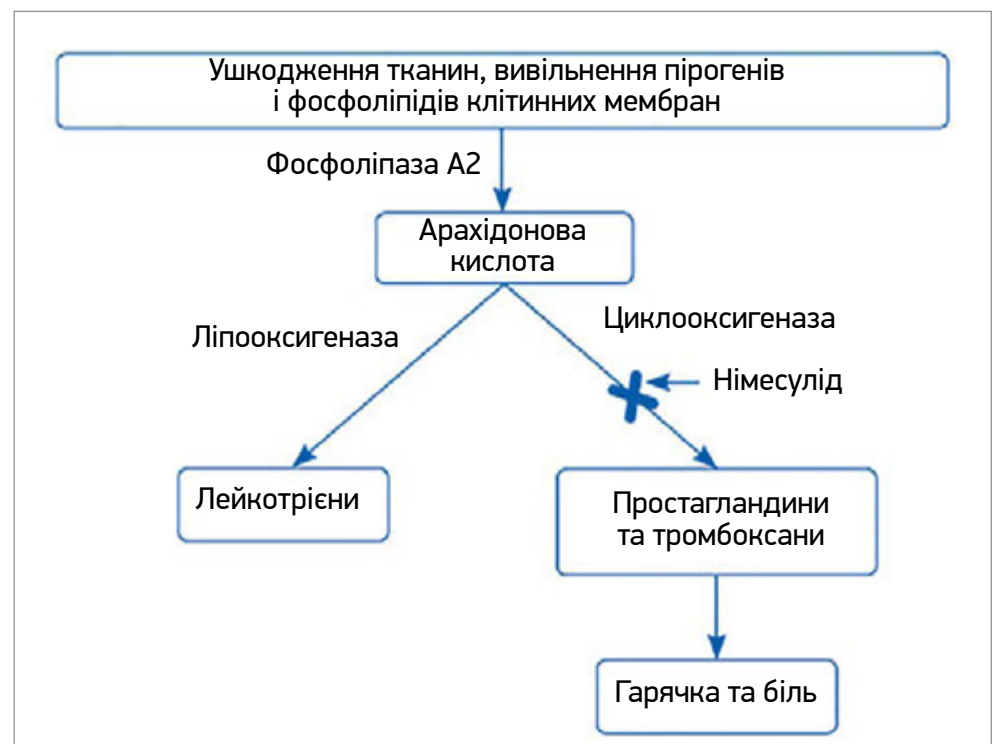 Ушкодження тканин, вивільнення пірогенів
і фосфоліпідів клітинних мембран
Фосфоліпаза А2
Арахідонова
кислота
Ліпооксигеназа
Циклооксигеназа
Німесулід
Лейкотрієни
Простагландини
та тромбоксани
Гарячка та біль